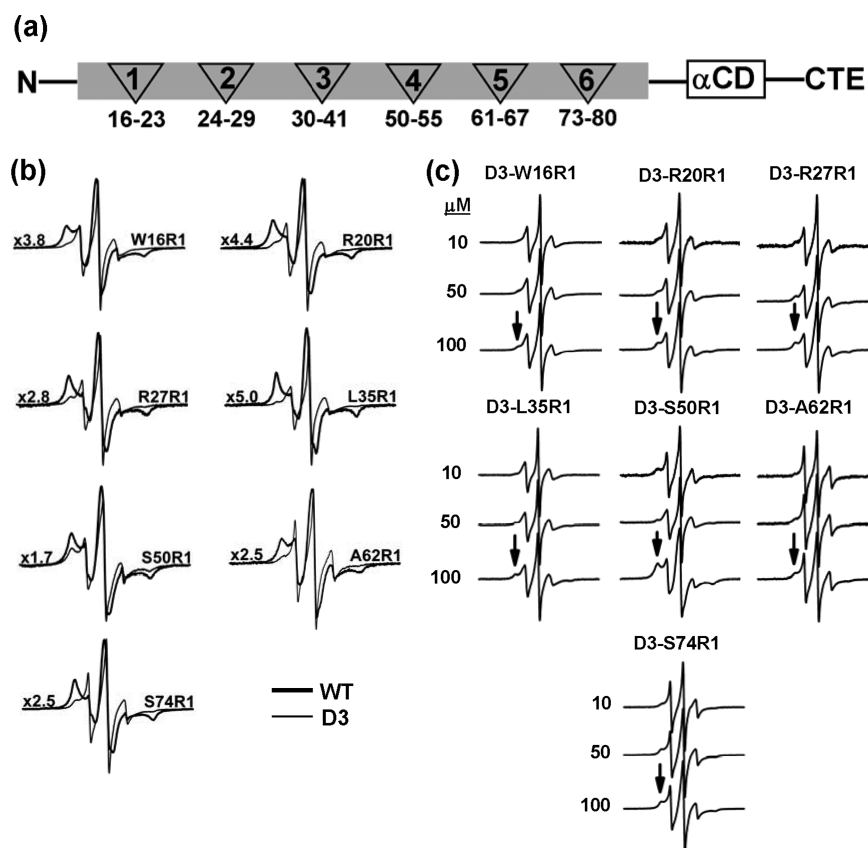 (a)
N 1 2 3 4 5 6 αCD CTE
16-23 24-29 30-41 50-55 61-67 73-80
(b)
x3.8 W16R1
x4.4 R20R1
x2.8 R27R1
x5.0 L35R1
x1.7 S50R1
x2.5 A62R1
x2.5 S74R1
WT
D3
(c)
D3-W16R1 D3-R20R1 D3-R27R1
μM
10
50
100
D3-L35R1 D3-S50R1 D3-A62R1
10
50
100
D3-S74R1
10
50
100